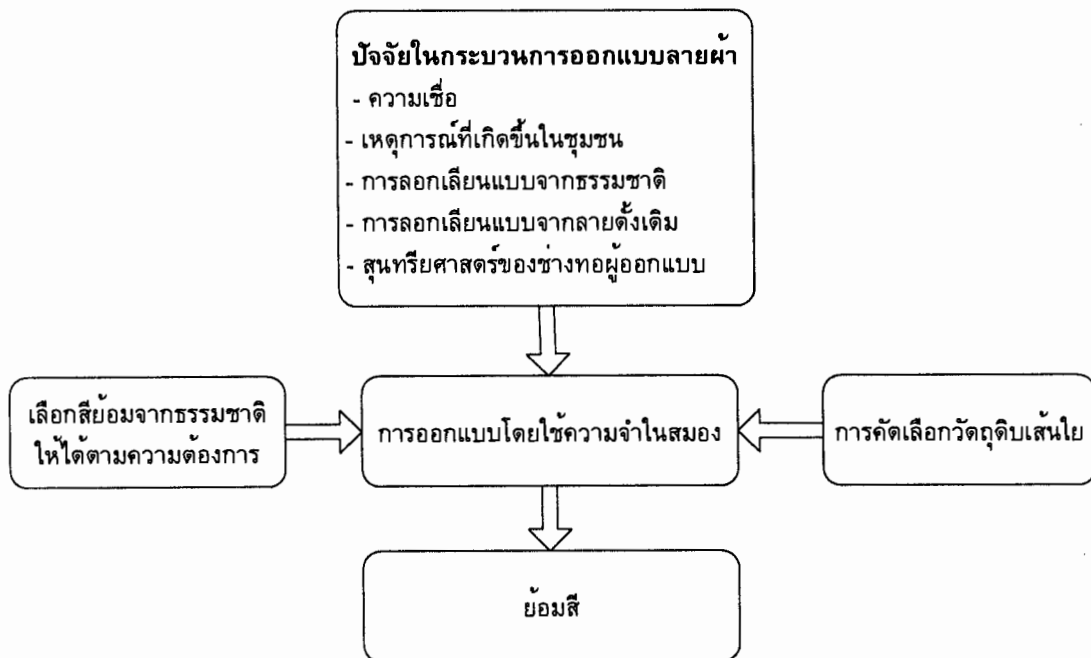 ปัจจัยในกระบวนการออกแบบลายผ้า
- ความเชื่อ
- เหตุการณ์ที่เกิดขึ้นในชุมชน
- การลอกเลียนแบบจากธรรมชาติ
- การลอกเลียนแบบจากลายดั้งเดิม
- สุนทรียศาสตร์ของช่างทอผู้ออกแบบ
เลือกสีย้อมจากธรรมชาติ
ให้ได้ตามความต้องการ
การออกแบบโดยใช้ความจำในสมอง
การคัดเลือกวัตถุดิบเส้นใย
ย้อมสี